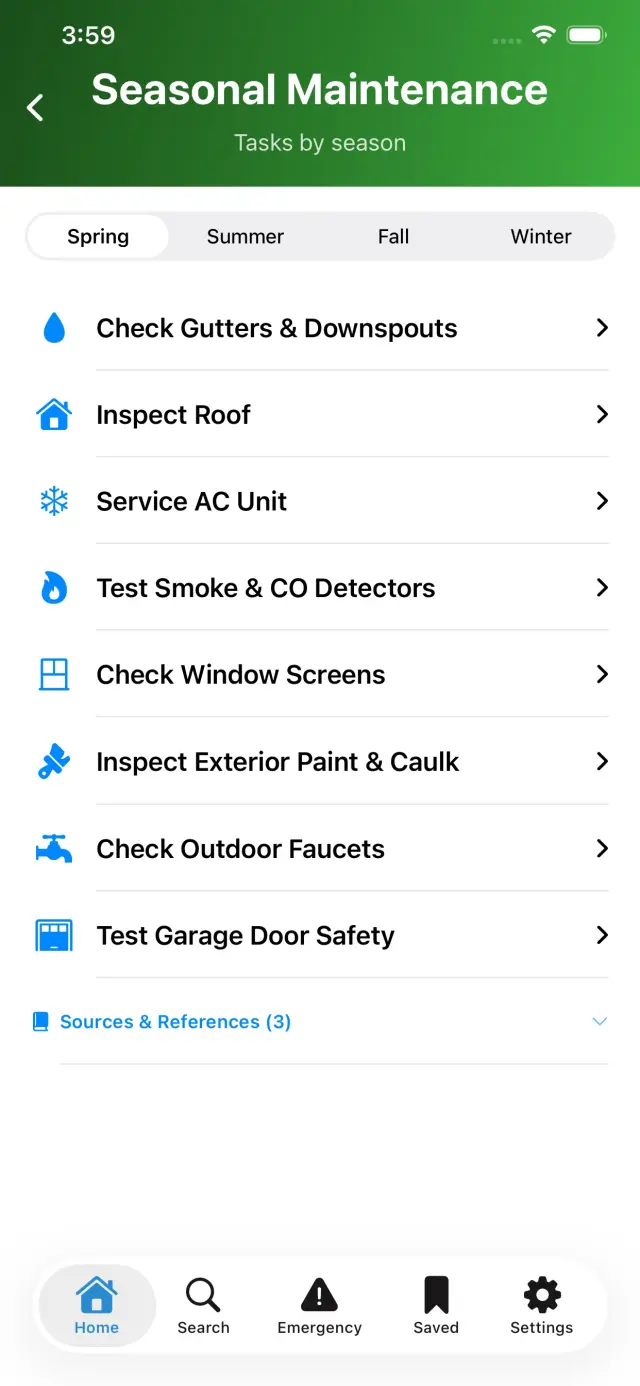 3:59
Seasonal Maintenance
Tasks by season
Spring Summer Fall Winter
Check Gutters & Downspouts
Inspect Roof
Service AC Unit
Test Smoke & CO Detectors
Check Window Screens
Inspect Exterior Paint & Caulk
Check Outdoor Faucets
Test Garage Door Safety
Sources & References (3)
Home Search Emergency Saved Settings